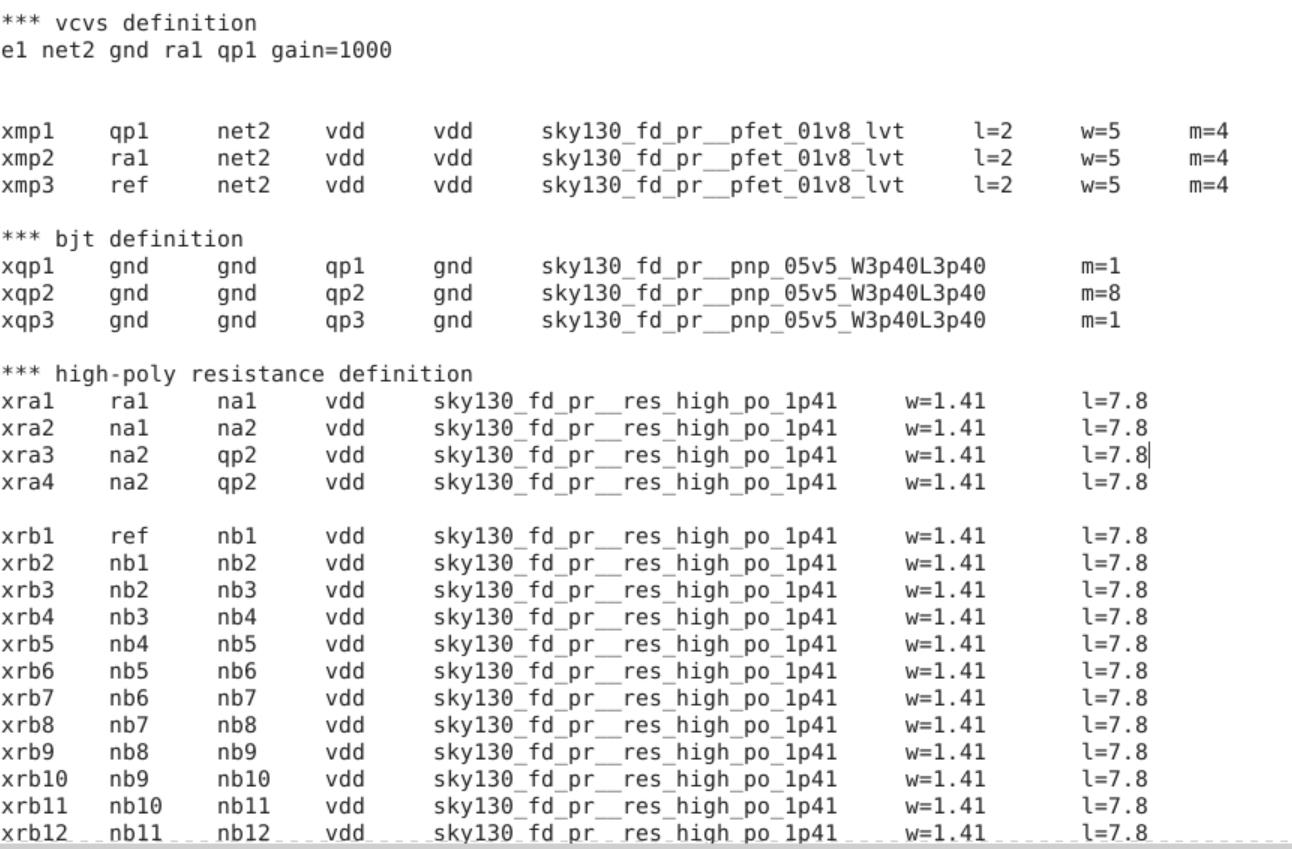 *** vcvs definition
e1 net2 gnd ra1 qp1 gain=1000
xmp1 qp1 net2 vdd vdd sky130_fd_pr__pfet_01v8_lvt l=2 w=5 m=4
xmp2 ra1 net2 vdd vdd sky130_fd_pr__pfet_01v8_lvt l=2 w=5 m=4
xmp3 ref net2 vdd vdd sky130_fd_pr__pfet_01v8_lvt l=2 w=5 m=4
*** bjt definition
xqp1 gnd gnd qp1 gnd sky130_fd_pr__pnp_05v5_W3p40L3p40 m=1
xqp2 gnd gnd qp2 gnd sky130_fd_pr__pnp_05v5_W3p40L3p40 m=8
xqp3 gnd gnd qp3 gnd sky130_fd_pr__pnp_05v5_W3p40L3p40 m=1
*** high-poly resistance definition
xra1 ra1 na1 vdd sky130_fd_pr__res_high_po_1p41 w=1.41 l=7.8
xra2 na1 na2 vdd sky130_fd_pr__res_high_po_1p41 w=1.41 l=7.8
xra3 na2 qp2 vdd sky130_fd_pr__res_high_po_1p41 w=1.41 l=7.8
xra4 na2 qp2 vdd sky130_fd_pr__res_high_po_1p41 w=1.41 l=7.8
xrb1 ref nb1 vdd sky130_fd_pr__res_high_po_1p41 w=1.41 l=7.8
xrb2 nb1 nb2 vdd sky130_fd_pr__res_high_po_1p41 w=1.41 l=7.8
xrb3 nb2 nb3 vdd sky130_fd_pr__res_high_po_1p41 w=1.41 l=7.8
xrb4 nb3 nb4 vdd sky130_fd_pr__res_high_po_1p41 w=1.41 l=7.8
xrb5 nb4 nb5 vdd sky130_fd_pr__res_high_po_1p41 w=1.41 l=7.8
xrb6 nb5 nb6 vdd sky130_fd_pr__res_high_po_1p41 w=1.41 l=7.8
xrb7 nb6 nb7 vdd sky130_fd_pr__res_high_po_1p41 w=1.41 l=7.8
xrb8 nb7 nb8 vdd sky130_fd_pr__res_high_po_1p41 w=1.41 l=7.8
xrb9 nb8 nb9 vdd sky130_fd_pr__res_high_po_1p41 w=1.41 l=7.8
xrb10 nb9 nb10 vdd sky130_fd_pr__res_high_po_1p41 w=1.41 l=7.8
xrb11 nb10 nb11 vdd sky130_fd_pr__res_high_po_1p41 w=1.41 l=7.8
xrb12 nb11 nb12 vdd sky130_fd_pr__res_high_po_1p41 w=1.41 l=7.8